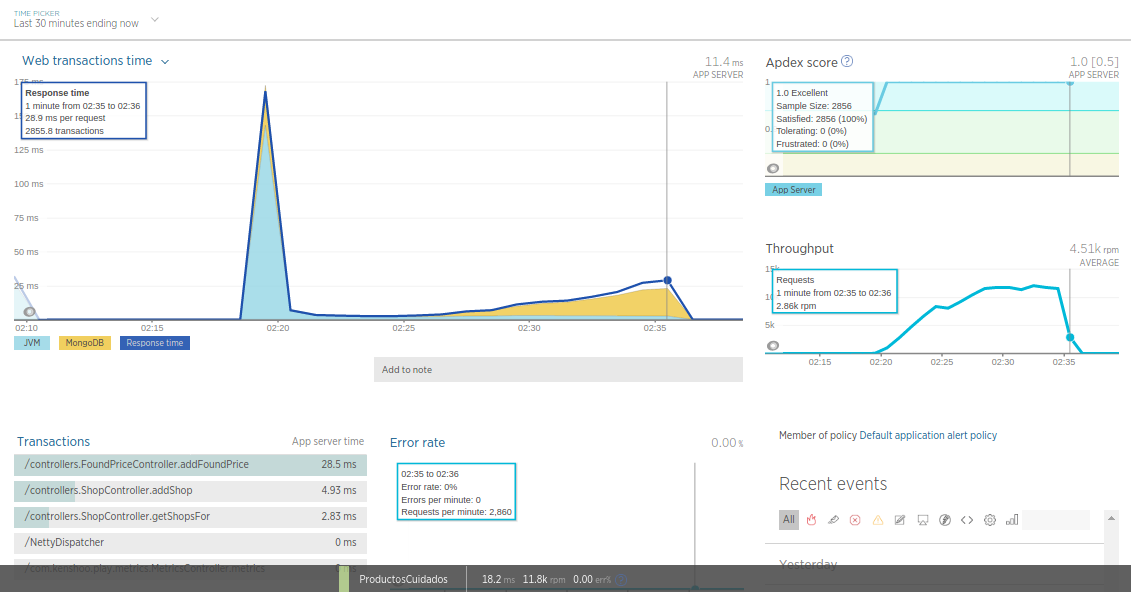 TIME PICKER
Last 30 minutes ending now
Web transactions time
11.4 ms
APP SERVER
175 ms
Response time
1 minute from 02:35 to 02:36
28.9 ms per request
2855.8 transactions
125 ms
100 ms
75 ms
50 ms
25 ms
02:10
02:15
02:20
02:25
02:30
02:35
JVM
MongoDB
Response time
Add to note
Apdex score
?
1.0 [0.5]
APP SERVER
1.0 Excellent
Sample Size: 2856
Satisfied: 2856 (100%)
Tolerating: 0 (0%)
Frustrated: 0 (0%)
App Server
Throughput
4.51k rpm
AVERAGE
15k
Requests
1 minute from 02:35 to 02:36
2.86k rpm
5k
02:15
02:20
02:25
02:30
02:35
Transactions
App server time
/controllers.FoundPriceController.addFoundPrice
28.5 ms
/controllers.ShopController.addShop
4.93 ms
/controllers.ShopController.getShopsFor
2.83 ms
/NettyDispatcher
0 ms
/com.kenshoo.play.metrics.MetricsController.metrics
Error rate
0.00 %
02:35 to 02:36
Error rate: 0%
Errors per minute: 0
Requests per minute: 2,860
Member of policy Default application alert policy
Recent events
All
Yesterday
ProductosCuidados
18.2 ms
11.8k rpm
0.00 err%